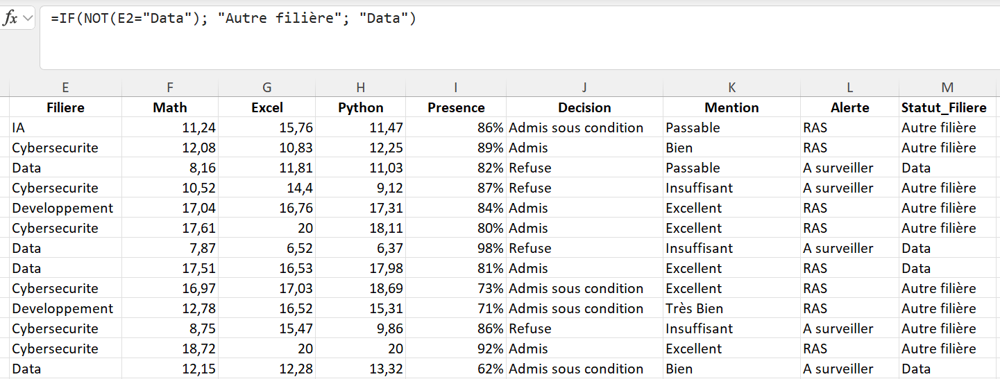 fx =IF(NOT(E2="Data"); "Autre filière"; "Data")
E F G H I J K L M
Filiere Math Excel Python Presence Decision Mention Alerte Statut_Filiere
IA 11,24 15,76 11,47 86% Admis sous condition Passable RAS Autre filière
Cybersecurite 12,08 10,83 12,25 89% Admis Bien RAS Autre filière
Data 8,16 11,81 11,03 82% Refuse Passable A surveiller Data
Cybersecurite 10,52 14,4 9,12 87% Refuse Insuffisant A surveiller Autre filière
Developpement 17,04 16,76 17,31 84% Admis Excellent RAS Autre filière
Cybersecurite 17,61 20 18,11 80% Admis Excellent RAS Autre filière
Data 7,87 6,52 6,37 98% Refuse Insuffisant A surveiller Data
Data 17,51 16,53 17,98 81% Admis Excellent RAS Data
Cybersecurite 16,97 17,03 18,69 73% Admis sous condition Excellent RAS Autre filière
Developpement 12,78 16,52 15,31 71% Admis sous condition Très Bien RAS Autre filière
Cybersecurite 8,75 15,47 9,86 86% Refuse Insuffisant A surveiller Autre filière
Cybersecurite 18,72 20 20 92% Admis Excellent RAS Autre filière
Data 12,15 12,28 13,32 62% Admis sous condition Bien A surveiller Data